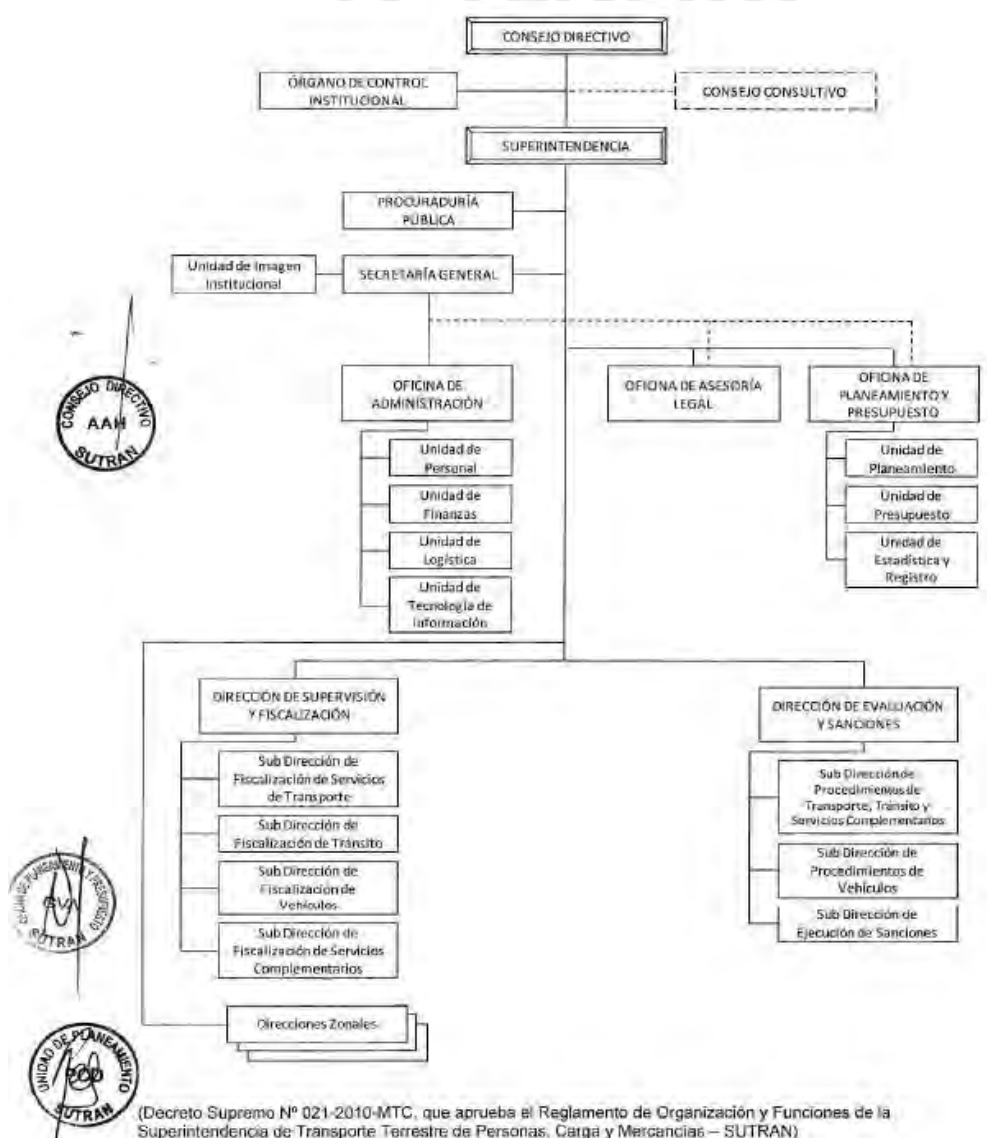 CONSEJO DIRECTIVO
ÓRGANO DE CONTROL
INSTITUCIONAL
CONSEJO CONSULTIVO
SUPERINTENDENCIA
PROCURADURÍA
PÚBLICA
Unidad de Imagen
Institucional
SECRETARÍA GENERAL
OFICINA DE
ADMINISTRACIÓN
OFICINA DE ASESORÍA
LEGAL
OFICINA DE
PLANEAMIENTO Y
PRESUPUESTO
Unidad de
Personal
Unidad de
Finanzas
Unidad de
Logística
Unidad de
Tecnología de
Información
Unidad de
Planeamiento
Unidad de
Presupuesto
Unidad de
Estadística y
Registro
CONSEJO DIRECTIVO
AAH
SUTRAN
DIRECCIÓN DE SUPERVISIÓN
Y FISCALIZACIÓN
Sub Dirección de
Fiscalización de Servicios
de Transporte
Sub Dirección de
Fiscalización de Tránsito
Sub Dirección de
Fiscalización de
Vehículos
Sub Dirección de
Fiscalización de Servicios
Complementarios
DIRECCIÓN DE EVALUACIÓN
Y SANCIONES
Sub Dirección de
Procedimientos de
Transporte, Tránsito y
Servicios Complementarios
Sub Dirección de
Procedimientos de
Vehículos
Sub Dirección de
Ejecución de Sanciones
Direcciones Zonales
DE PLANEAMIENTO Y PRESUPUESTO
SUTRAN
UNIDAD DE PLANEAMIENTO
SUTRAN
(Decreto Supremo Nº 021-2010-MTC, que aprueba el Reglamento de Organización y Funciones de la
Superintendencia de Transporte Terrestre de Personas, Carga y Mercancías – SUTRAN)